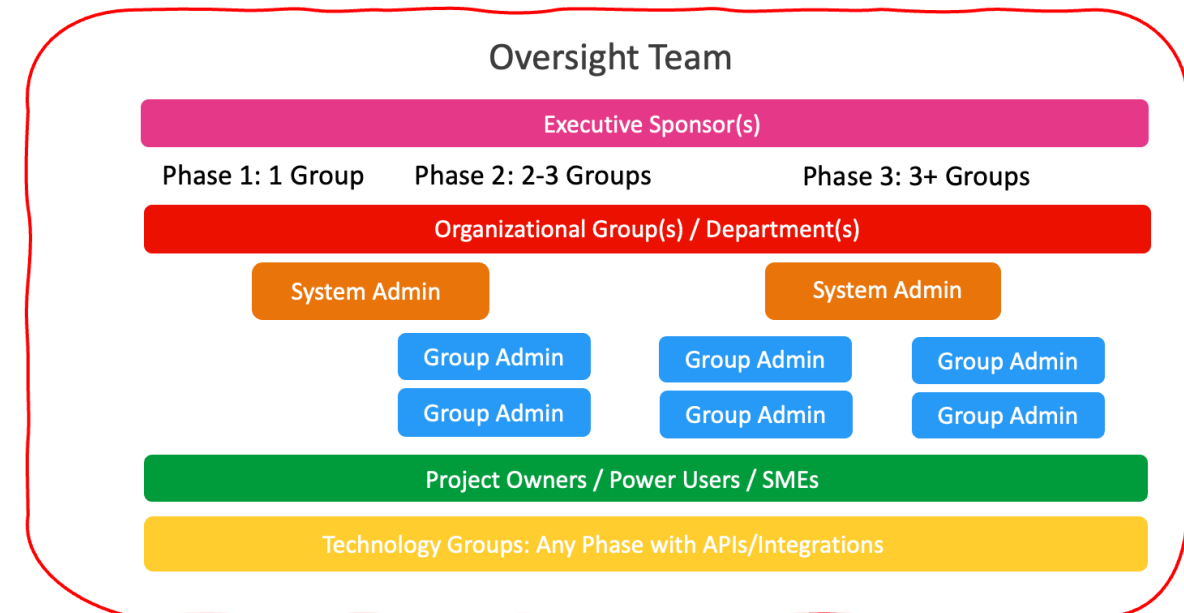 Oversight Team
Executive Sponsor(s)
Phase 1: 1 Group
Phase 2: 2-3 Groups
Phase 3: 3+ Groups
Organizational Group(s) / Department(s)
System Admin
System Admin
Group Admin
Group Admin
Group Admin
Group Admin
Group Admin
Group Admin
Project Owners / Power Users / SMEs
Technology Groups: Any Phase with APIs/Integrations